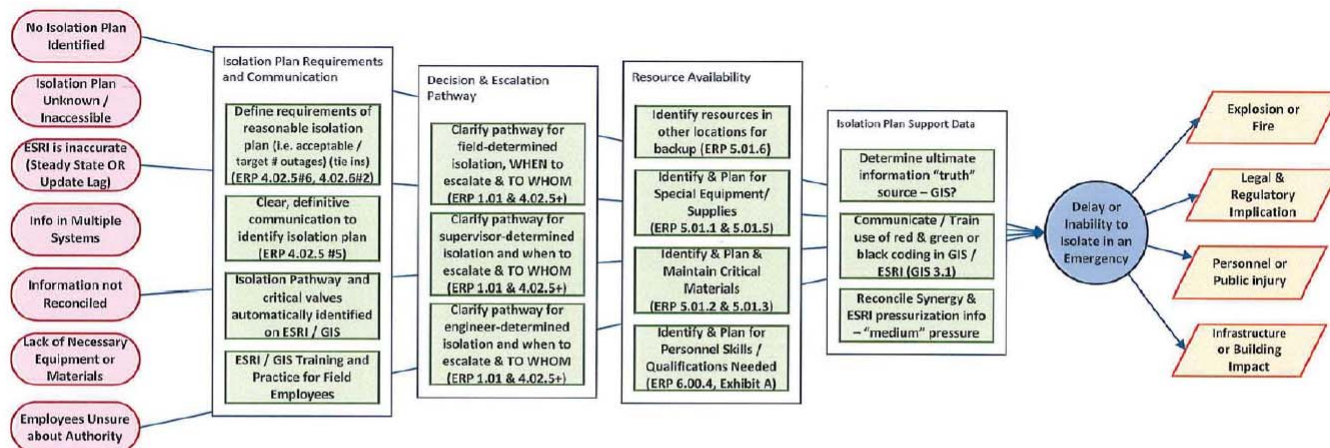 No Isolation Plan
Identified
Isolation Plan
Unknown /
Inaccessible
ESRI is inaccurate
(Steady State OR
Update Lag)
Info in Multiple
Systems
Information not
Reconciled
Lack of Necessary
Equipment or
Materials
Employees Unsure
about Authority
Isolation Plan Requirements
and Communication
Define requirements of
reasonable isolation
plan (i.e. acceptable /
target # outages) (tie ins)
(ERP 4.02.5#6, 4.02.6#2)
Clear, definitive
communication to
identify isolation plan
(ERP 4.02.5 #5)
Isolation Pathway and
critical valves
automatically identified
on ESRI / GIS
ESRI / GIS Training and
Practice for Field
Employees
Decision & Escalation
Pathway
Clarify pathway for
field-determined
isolation, WHEN to
escalate & TO WHOM
(ERP 1.01 & 4.02.5+)
Clarify pathway for
supervisor-determined
isolation and when to
escalate & TO WHOM
(ERP 1.01 & 4.02.5+)
Clarify pathway for
engineer-determined
isolation and when to
escalate & TO WHOM
(ERP 1.01 & 4.02.5+)
Resource Availability
Identify resources in
other locations for
backup (ERP 5.01.6)
Identify & Plan for
Special Equipment/
Supplies
(ERP 5.01.1 & 5.01.5)
Identify & Plan &
Maintain Critical
Materials
(ERP 5.01.2 & 5.01.3)
Identify & Plan for
Personnel Skills /
Qualifications Needed
(ERP 6.00.4, Exhibit A)
Isolation Plan Support Data
Determine ultimate
information "truth"
source – GIS?
Communicate / Train
use of red & green or
black coding in GIS /
ESRI (GIS 3.1)
Reconcile Synergy &
ESRI pressurization info
– "medium" pressure
Delay or
Inability to
Isolate in an
Emergency
Explosion or
Fire
Legal &
Regulatory
Implication
Personnel or
Public injury
Infrastructure
or Building
Impact